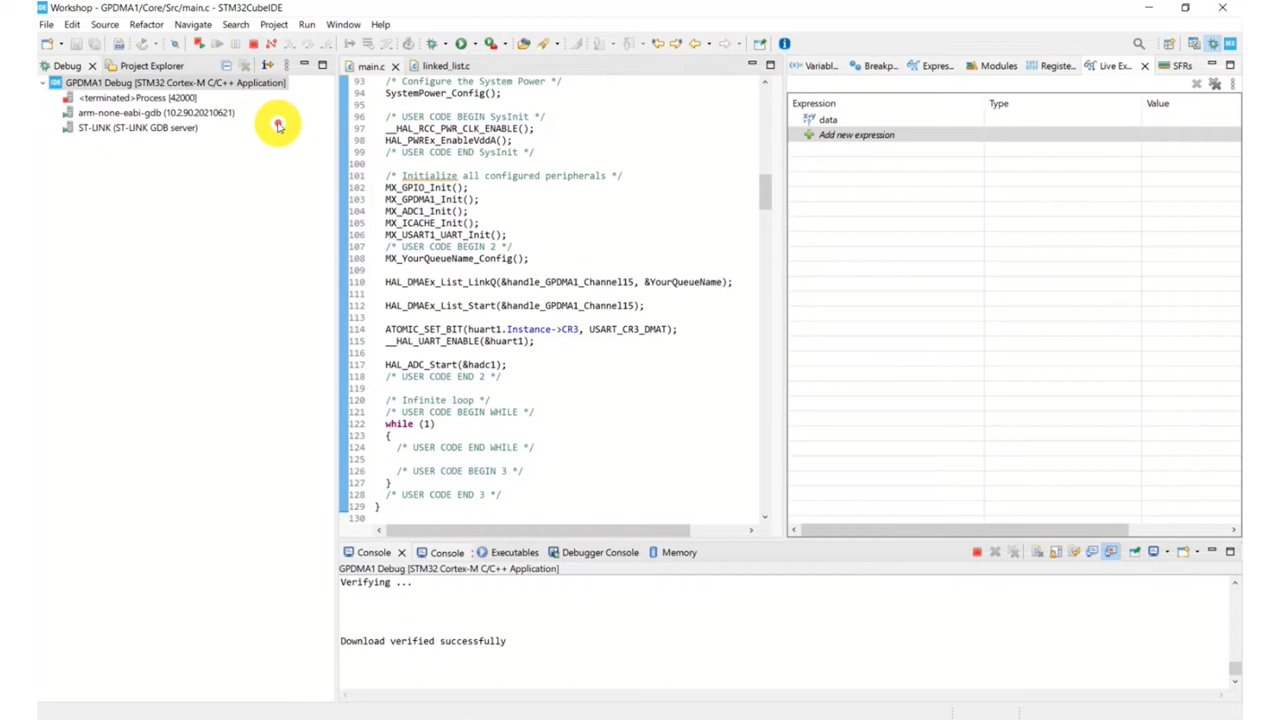 Workshop - GPDMA1/Core/Src/main.c - STM32CubeIDE
File Edit Source Refactor Navigate Search Project Run Window Help
Debug Project Explorer
GPDMA1 Debug [STM32 Cortex-M C/C++ Application]
<terminated>Process [42000]
arm-none-eabi-gdb (10.2.90.20210621)
ST-LINK (ST-LINK GDB server)
main.c linked_list.c
93 /* Configure the System Power */
94 SystemPower_Config();
95
96 /* USER CODE BEGIN SysInit */
97 __HAL_RCC_PWR_CLK_ENABLE();
98 HAL_PWREx_EnableVddA();
99 /* USER CODE END SysInit */
100
101 /* Initialize all configured peripherals */
102 MX_GPIO_Init();
103 MX_GPDMA1_Init();
104 MX_ADC1_Init();
105 MX_ICACHE_Init();
106 MX_USART1_UART_Init();
107 /* USER CODE BEGIN 2 */
108 MX_YourQueueName_Config();
109
110 HAL_DMAEx_List_LinkQ(&handle_GPDMA1_Channel15, &YourQueueName);
111
112 HAL_DMAEx_List_Start(&handle_GPDMA1_Channel15);
113
114 ATOMIC_SET_BIT(huart1.Instance->CR3, USART_CR3_DMAT);
115 __HAL_UART_ENABLE(&huart1);
116
117 HAL_ADC_Start(&hadc1);
118 /* USER CODE END 2 */
119
120 /* Infinite loop */
121 /* USER CODE BEGIN WHILE */
122 while (1)
123 {
124 /* USER CODE END WHILE */
125
126 /* USER CODE BEGIN 3 */
127 }
128 /* USER CODE END 3 */
129 }
130
(x)= Variabl... Breakp... Expres... Modules Registe... Live Ex... SFRs
Expression Type Value
data
Add new expression
Console Console Executables Debugger Console Memory
GPDMA1 Debug [STM32 Cortex-M C/C++ Application]
Verifying ...
Download verified successfully